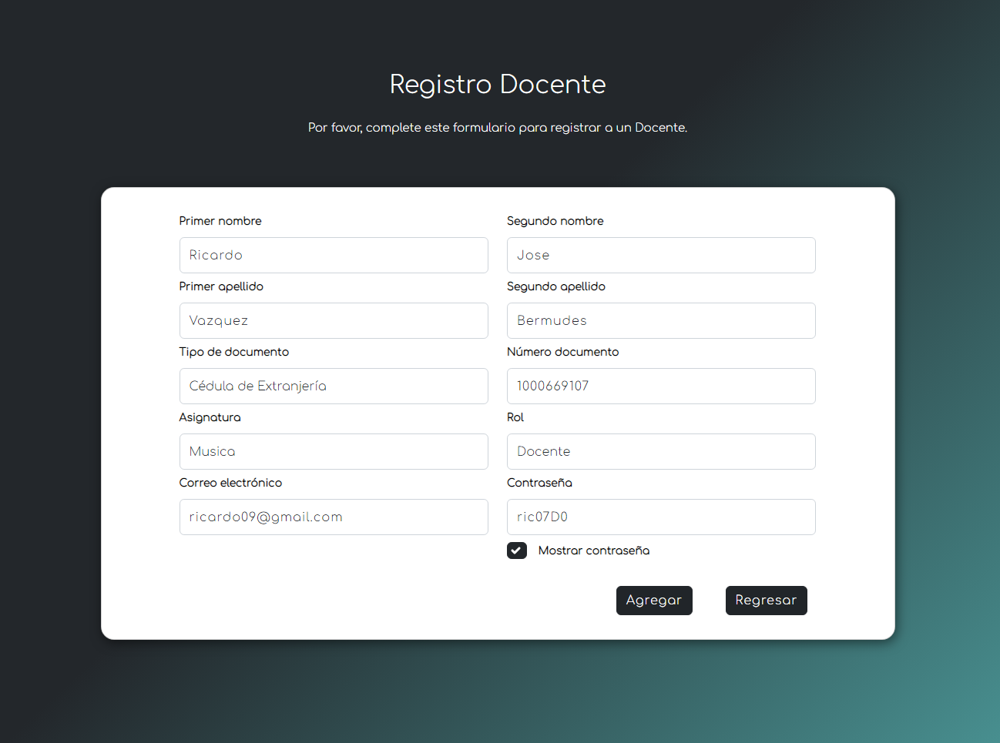 Registro Docente
Por favor, complete este formulario para registrar a un Docente.
Primer nombre
Segundo nombre
Ricardo
Jose
Primer apellido
Segundo apellido
Vazquez
Bermudes
Tipo de documento
Número documento
Cédula de Extranjería
1000669107
Asignatura
Rol
Musica
Docente
Correo electrónico
Contraseña
ricardo09@gmail.com
ric07D0
Mostrar contraseña
Agregar
Regresar